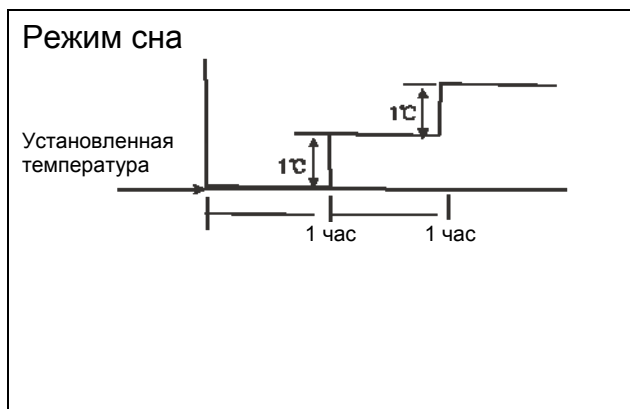 Режим сна
1℃
Установленная
температура
1℃
1 час 1 час